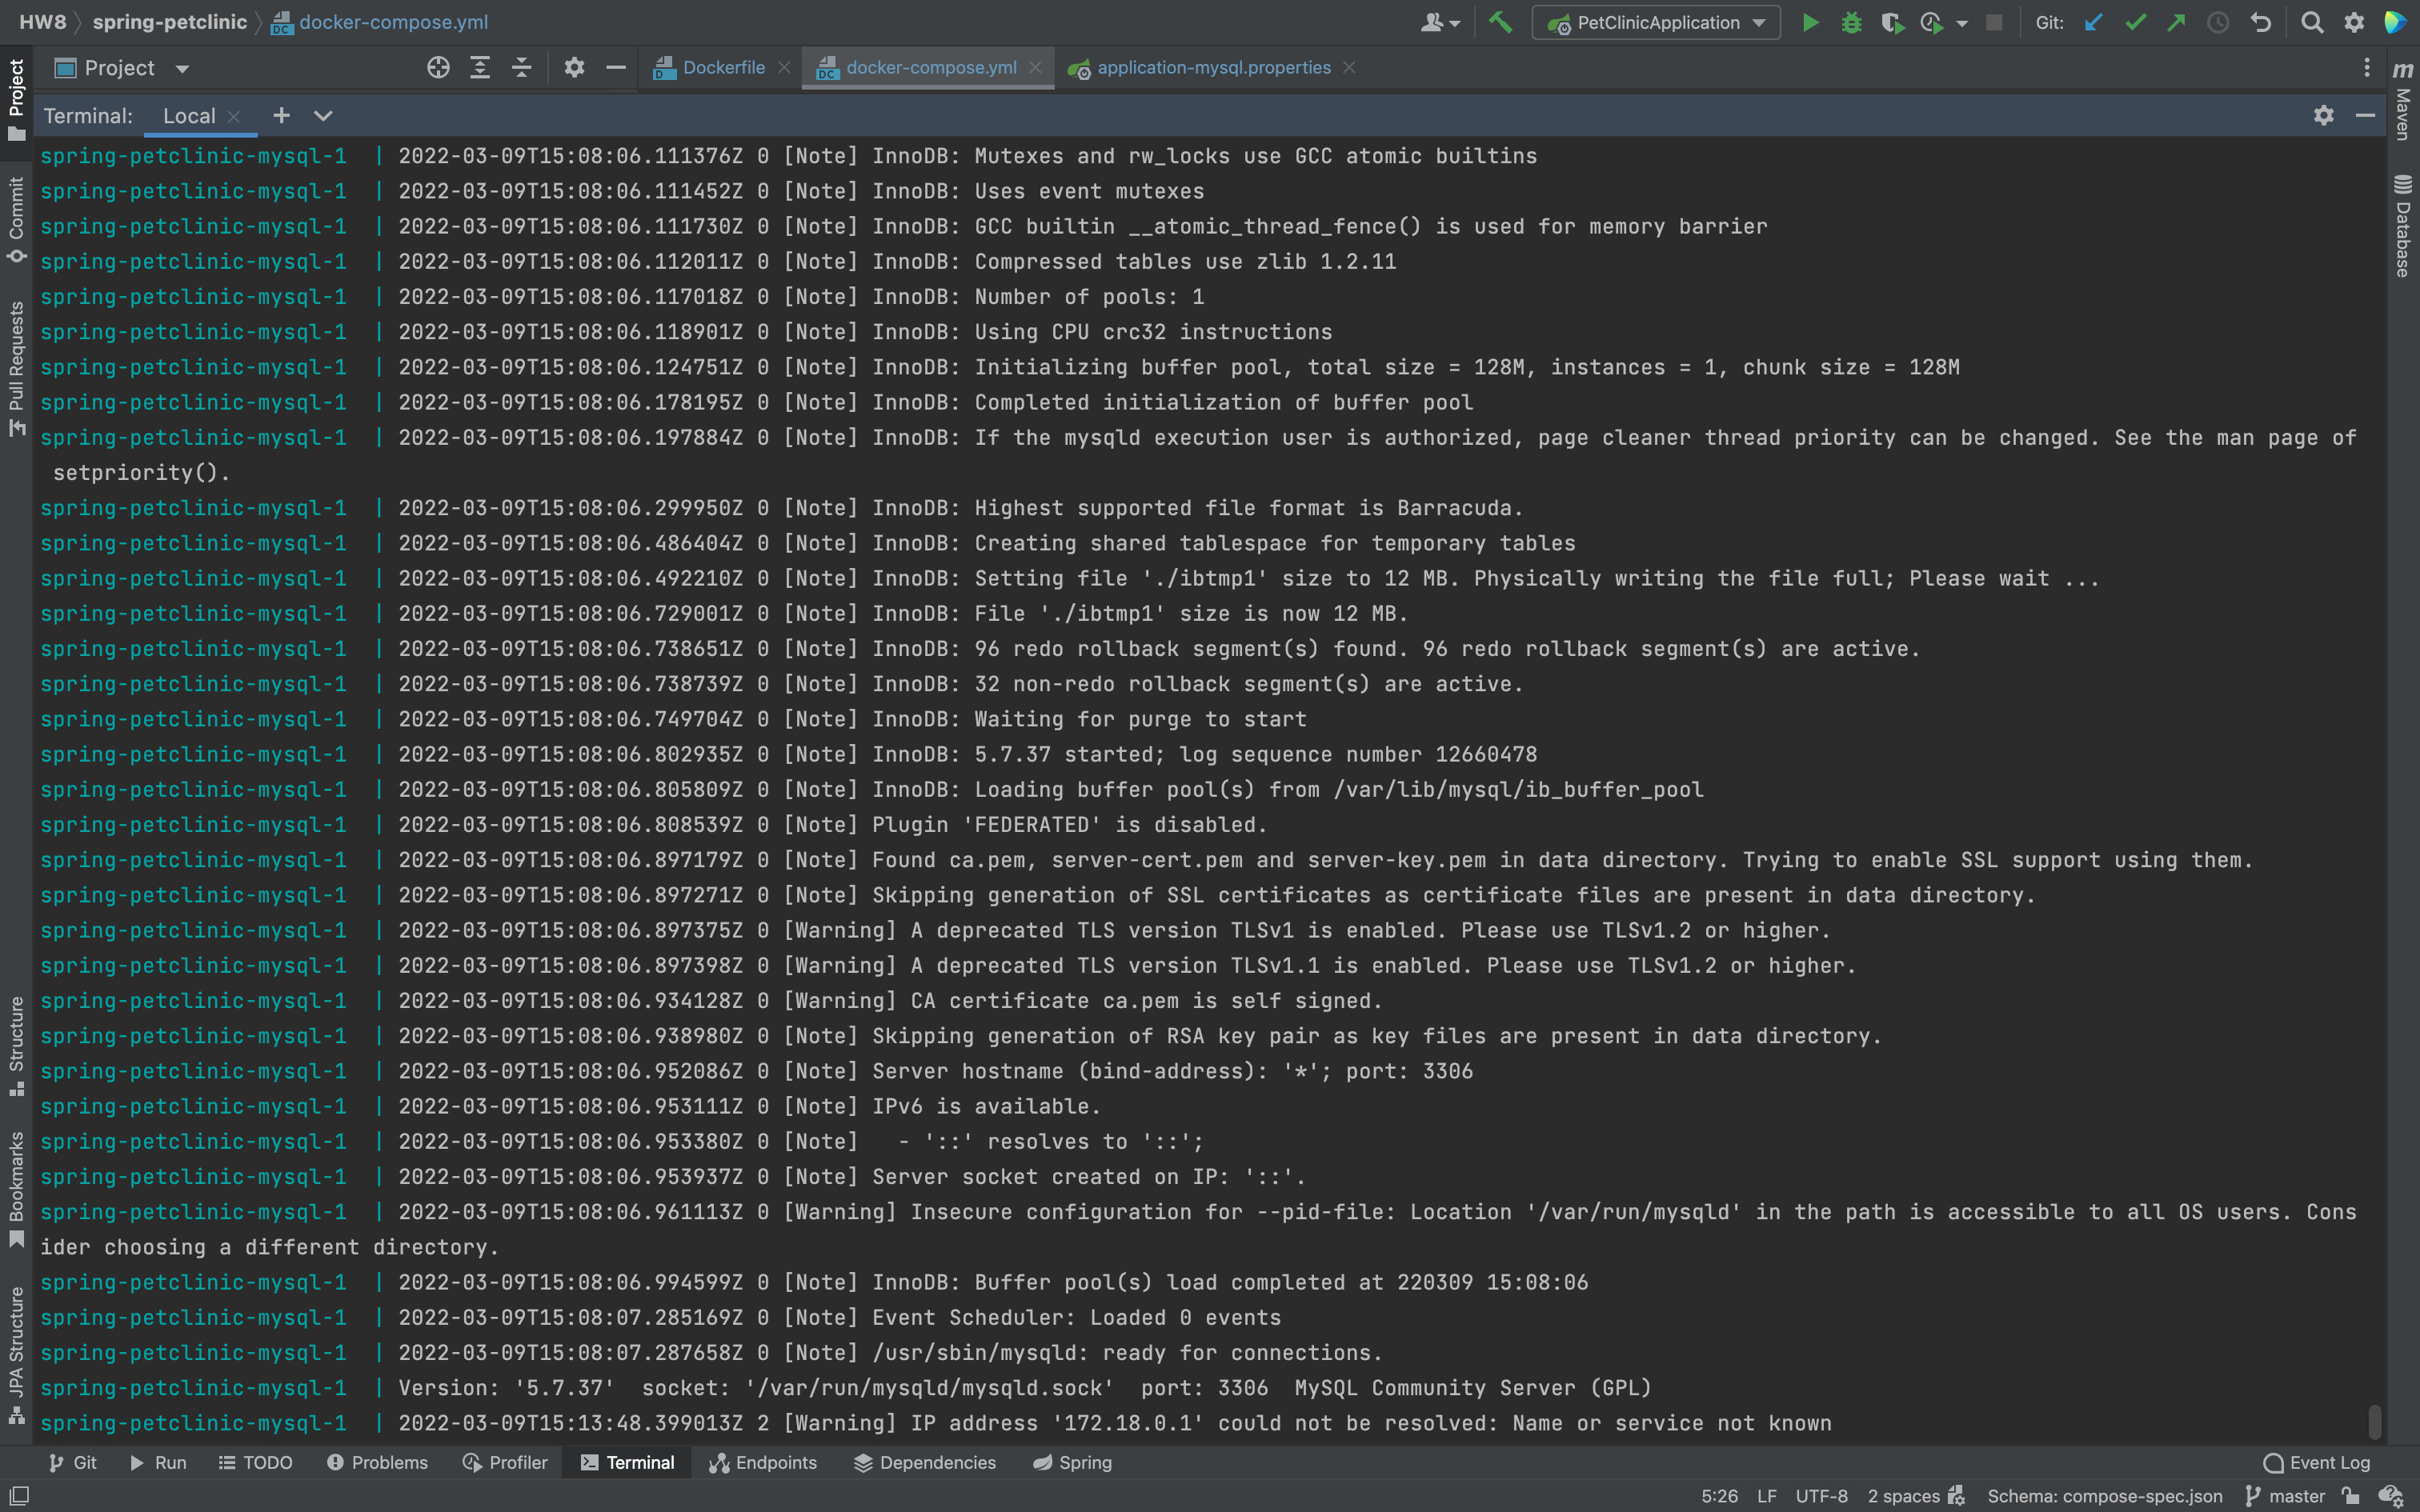 HW8 spring-petclinic docker-compose.yml
PetClinicApplication
Git:
Project
Dockerfile
docker-compose.yml
application-mysql.properties
Terminal: Local
spring-petclinic-mysql-1 | 2022-03-09T15:08:06.111376Z 0 [Note] InnoDB: Mutexes and rw_locks use GCC atomic builtins
spring-petclinic-mysql-1 | 2022-03-09T15:08:06.111452Z 0 [Note] InnoDB: Uses event mutexes
spring-petclinic-mysql-1 | 2022-03-09T15:08:06.111730Z 0 [Note] InnoDB: GCC builtin __atomic_thread_fence() is used for memory barrier
spring-petclinic-mysql-1 | 2022-03-09T15:08:06.112011Z 0 [Note] InnoDB: Compressed tables use zlib 1.2.11
spring-petclinic-mysql-1 | 2022-03-09T15:08:06.117018Z 0 [Note] InnoDB: Number of pools: 1
spring-petclinic-mysql-1 | 2022-03-09T15:08:06.118901Z 0 [Note] InnoDB: Using CPU crc32 instructions
spring-petclinic-mysql-1 | 2022-03-09T15:08:06.124751Z 0 [Note] InnoDB: Initializing buffer pool, total size = 128M, instances = 1, chunk size = 128M
spring-petclinic-mysql-1 | 2022-03-09T15:08:06.178195Z 0 [Note] InnoDB: Completed initialization of buffer pool
spring-petclinic-mysql-1 | 2022-03-09T15:08:06.197884Z 0 [Note] InnoDB: If the mysqld execution user is authorized, page cleaner thread priority can be changed. See the man page of
setpriority().
spring-petclinic-mysql-1 | 2022-03-09T15:08:06.299950Z 0 [Note] InnoDB: Highest supported file format is Barracuda.
spring-petclinic-mysql-1 | 2022-03-09T15:08:06.486404Z 0 [Note] InnoDB: Creating shared tablespace for temporary tables
spring-petclinic-mysql-1 | 2022-03-09T15:08:06.492210Z 0 [Note] InnoDB: Setting file './ibtmp1' size to 12 MB. Physically writing the file full; Please wait ...
spring-petclinic-mysql-1 | 2022-03-09T15:08:06.729001Z 0 [Note] InnoDB: File './ibtmp1' size is now 12 MB.
spring-petclinic-mysql-1 | 2022-03-09T15:08:06.738651Z 0 [Note] InnoDB: 96 redo rollback segment(s) found. 96 redo rollback segment(s) are active.
spring-petclinic-mysql-1 | 2022-03-09T15:08:06.738739Z 0 [Note] InnoDB: 32 non-redo rollback segment(s) are active.
spring-petclinic-mysql-1 | 2022-03-09T15:08:06.749704Z 0 [Note] InnoDB: Waiting for purge to start
spring-petclinic-mysql-1 | 2022-03-09T15:08:06.802935Z 0 [Note] InnoDB: 5.7.37 started; log sequence number 12660478
spring-petclinic-mysql-1 | 2022-03-09T15:08:06.805809Z 0 [Note] InnoDB: Loading buffer pool(s) from /var/lib/mysql/ib_buffer_pool
spring-petclinic-mysql-1 | 2022-03-09T15:08:06.808539Z 0 [Note] Plugin 'FEDERATED' is disabled.
spring-petclinic-mysql-1 | 2022-03-09T15:08:06.897179Z 0 [Note] Found ca.pem, server-cert.pem and server-key.pem in data directory. Trying to enable SSL support using them.
spring-petclinic-mysql-1 | 2022-03-09T15:08:06.897271Z 0 [Note] Skipping generation of SSL certificates as certificate files are present in data directory.
spring-petclinic-mysql-1 | 2022-03-09T15:08:06.897375Z 0 [Warning] A deprecated TLS version TLSv1 is enabled. Please use TLSv1.2 or higher.
spring-petclinic-mysql-1 | 2022-03-09T15:08:06.897398Z 0 [Warning] A deprecated TLS version TLSv1.1 is enabled. Please use TLSv1.2 or higher.
spring-petclinic-mysql-1 | 2022-03-09T15:08:06.934128Z 0 [Warning] CA certificate ca.pem is self signed.
spring-petclinic-mysql-1 | 2022-03-09T15:08:06.938980Z 0 [Note] Skipping generation of RSA key pair as key files are present in data directory.
spring-petclinic-mysql-1 | 2022-03-09T15:08:06.952086Z 0 [Note] Server hostname (bind-address): '*'; port: 3306
spring-petclinic-mysql-1 | 2022-03-09T15:08:06.953111Z 0 [Note] IPv6 is available.
spring-petclinic-mysql-1 | 2022-03-09T15:08:06.953380Z 0 [Note] - '::' resolves to '::';
spring-petclinic-mysql-1 | 2022-03-09T15:08:06.953937Z 0 [Note] Server socket created on IP: '::'.
spring-petclinic-mysql-1 | 2022-03-09T15:08:06.961113Z 0 [Warning] Insecure configuration for --pid-file: Location '/var/run/mysqld' in the path is accessible to all OS users. Cons
ider choosing a different directory.
spring-petclinic-mysql-1 | 2022-03-09T15:08:06.994599Z 0 [Note] InnoDB: Buffer pool(s) load completed at 220309 15:08:06
spring-petclinic-mysql-1 | 2022-03-09T15:08:07.285169Z 0 [Note] Event Scheduler: Loaded 0 events
spring-petclinic-mysql-1 | 2022-03-09T15:08:07.287658Z 0 [Note] /usr/sbin/mysqld: ready for connections.
spring-petclinic-mysql-1 | Version: '5.7.37' socket: '/var/run/mysqld/mysqld.sock' port: 3306 MySQL Community Server (GPL)
spring-petclinic-mysql-1 | 2022-03-09T15:13:48.399013Z 2 [Warning] IP address '172.18.0.1' could not be resolved: Name or service not known
Project
Commit
Pull Requests
Structure
Bookmarks
JPA Structure
m
Maven
Database
Git Run TODO Problems Profiler Terminal Endpoints Dependencies Spring Event Log
5:26 LF UTF-8 2 spaces Schema: compose-spec.json master